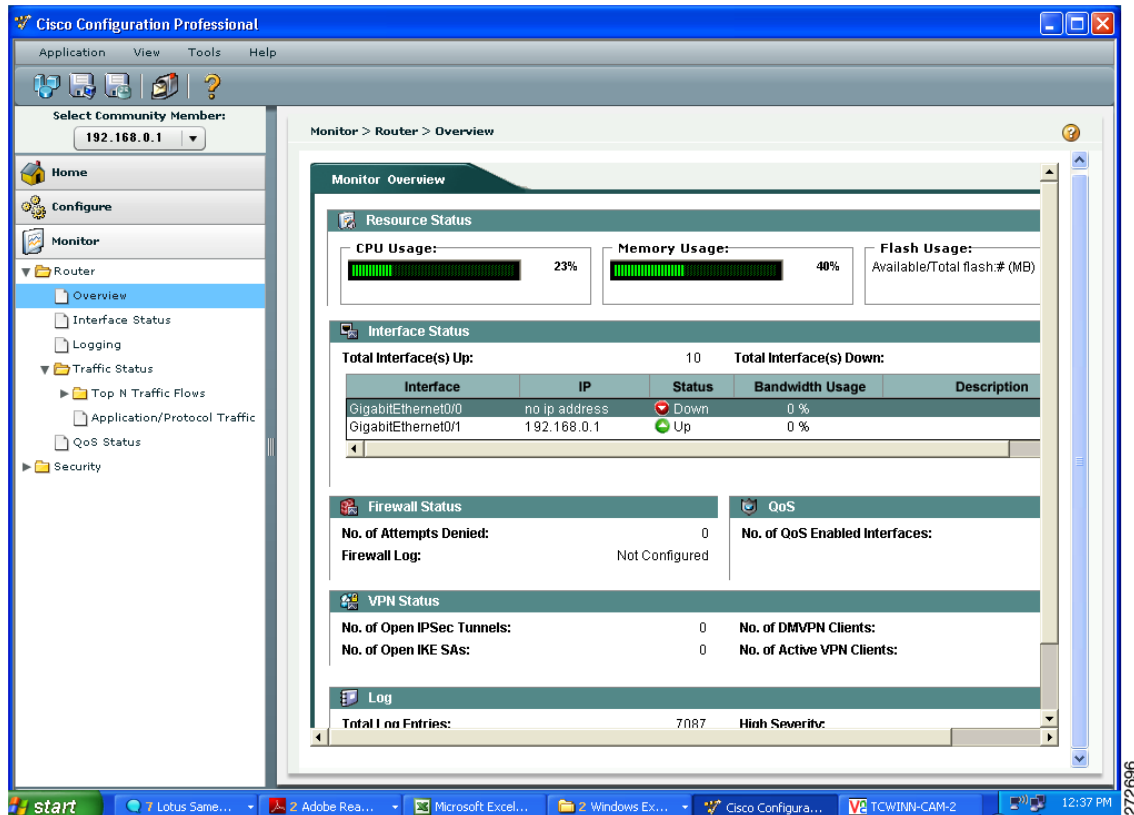 Cisco Configuration Professional
Application View Tools Help
Select Community Member:
192.168.0.1
Home
Configure
Monitor
Router
Overview
Interface Status
Logging
Traffic Status
Top N Traffic Flows
Application/Protocol Traffic
QoS Status
Security
Monitor > Router > Overview
Monitor Overview
Resource Status
CPU Usage: Memory Usage: Flash Usage:
23% 40% Available/Total flash:# (MB)
Interface Status
Total Interface(s) Up: 10 Total Interface(s) Down:
Interface IP Status Bandwidth Usage Description
GigabitEthernet0/0 no ip address Down 0 %
GigabitEthernet0/1 192.168.0.1 Up 0 %
Firewall Status QoS
No. of Attempts Denied: 0 No. of QoS Enabled Interfaces:
Firewall Log: Not Configured
VPN Status
No. of Open IPSec Tunnels: 0 No. of DMVPN Clients:
No. of Open IKE SAs: 0 No. of Active VPN Clients:
Log
Total Log Entries: 7087 High Severity:
start 7 Lotus Same... 2 Adobe Rea... Microsoft Excel... 2 Windows Ex... Cisco Configura... TCWINN-CAM-2 12:37 PM
272696